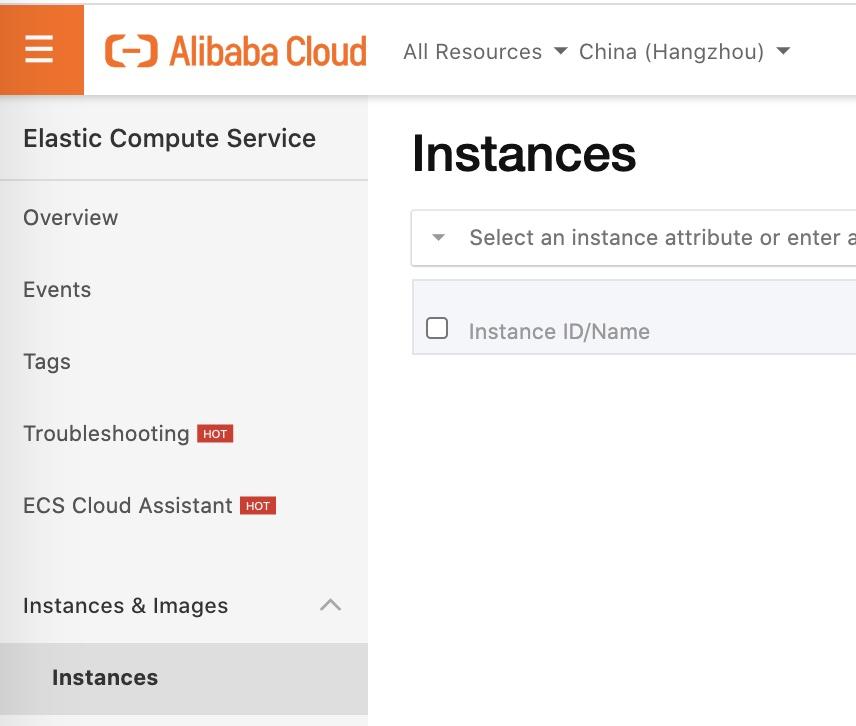 Alibaba Cloud
All Resources
China (Hangzhou)
Elastic Compute Service
Overview
Events
Tags
Troubleshooting HOT
ECS Cloud Assistant HOT
Instances & Images
Instances
Instances
Select an instance attribute or enter a
Instance ID/Name